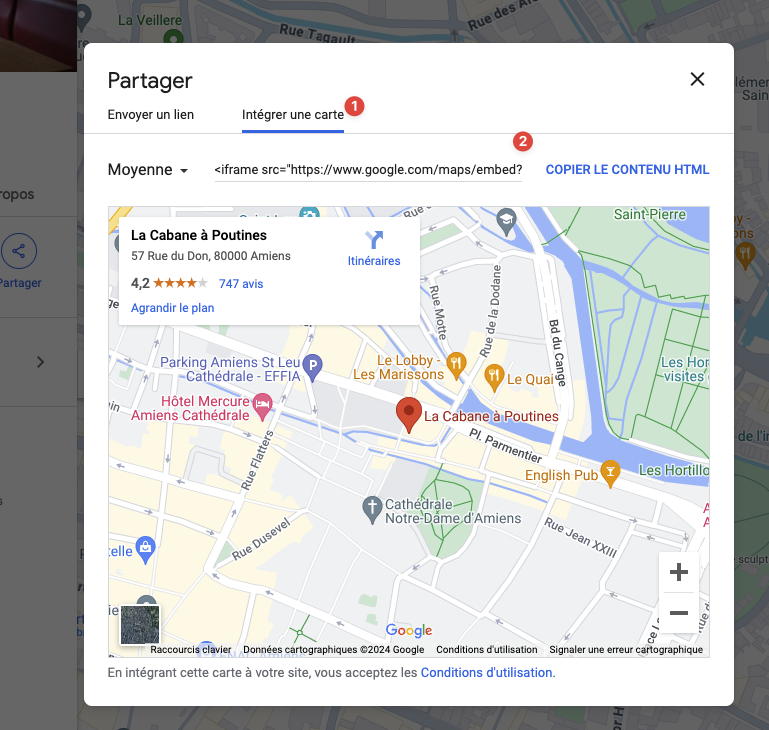 La Veillere
Rue Tagault
Rue des
Partager
Envoyer un lien
Intégrer une carte
1
2
Moyenne
<iframe src="https://www.google.com/maps/embed?
COPIER LE CONTENU HTML
ropos
Partager
La Cabane à Poutines
57 Rue du Don, 80000 Amiens
Itinéraires
4,2
747 avis
Agrandir le plan
Saint-Pierre
Rue Motte
Rue de la Dodane
Bd du Cange
Parking Amiens St Leu
Cathédrale - EFFIA
P
Le Lobby -
Les Marissons
Le Quai
Les Hor
visites
Hôtel Mercure
Amiens Cathédrale
La Cabane à Poutines
Pl. Parmentier
English Pub
Les Hortillo
Rue Flatters
Cathédrale
Notre-Dame d'Amiens
Rue Dusevel
Rue Jean XXIII
telle
+
−
Google
Raccourcis clavier
Données cartographiques ©2024 Google
Conditions d'utilisation
Signaler une erreur cartographique
En intégrant cette carte à votre site, vous acceptez les Conditions d'utilisation.